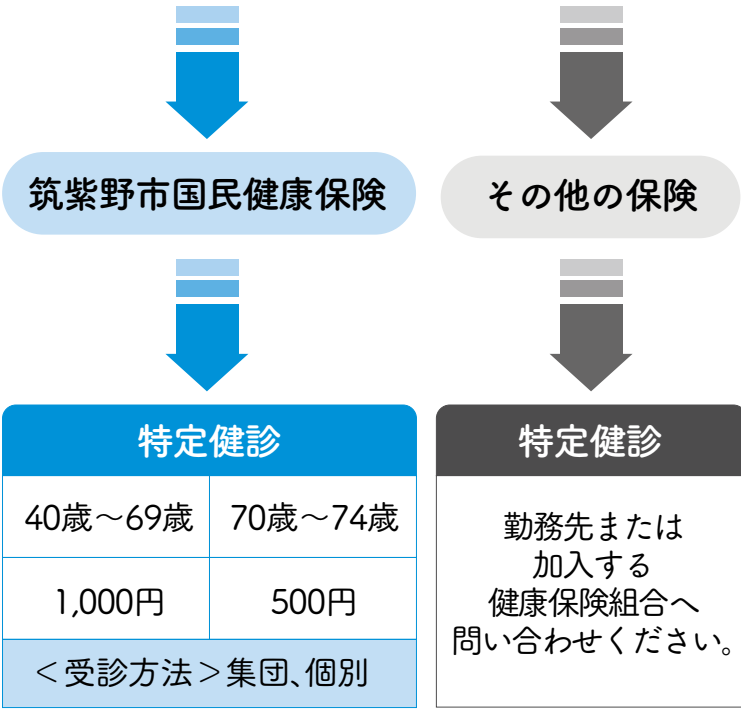 筑紫野市国民健康保険
その他の保険
特定健診
40歳～69歳
70歳～74歳
1,000円
500円
＜受診方法＞集団、個別
特定健診
勤務先または
加入する
健康保険組合へ
問い合わせください。